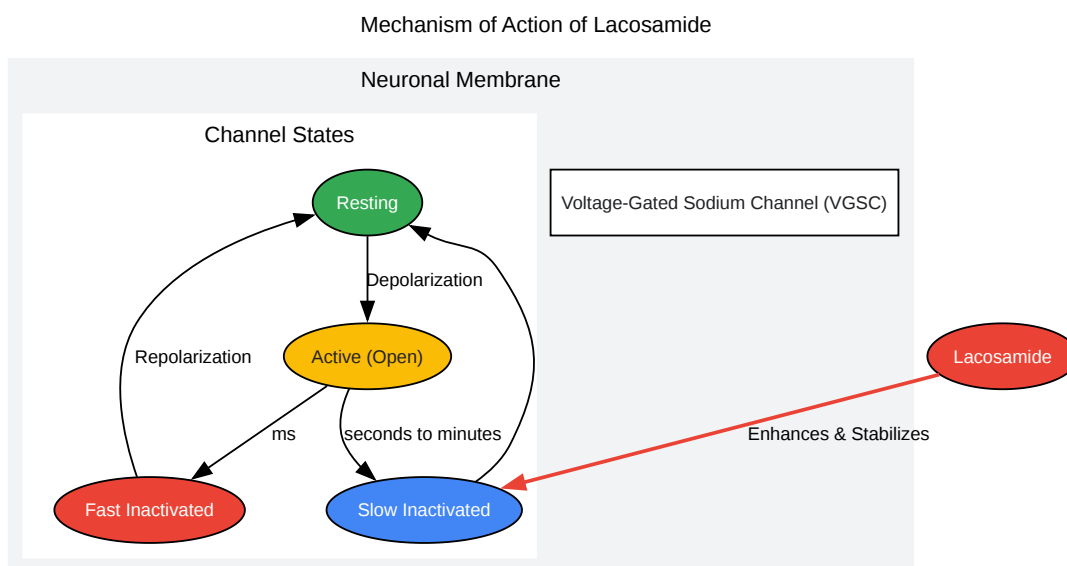 Mechanism of Action of Lacosamide
Neuronal Membrane
Channel States
Resting
Voltage-Gated Sodium Channel (VGSC)
Depolarization
Repolarization
Active (Open)
Lacosamide
ms
seconds to minutes
Enhances & Stabilizes
Fast Inactivated
Slow Inactivated